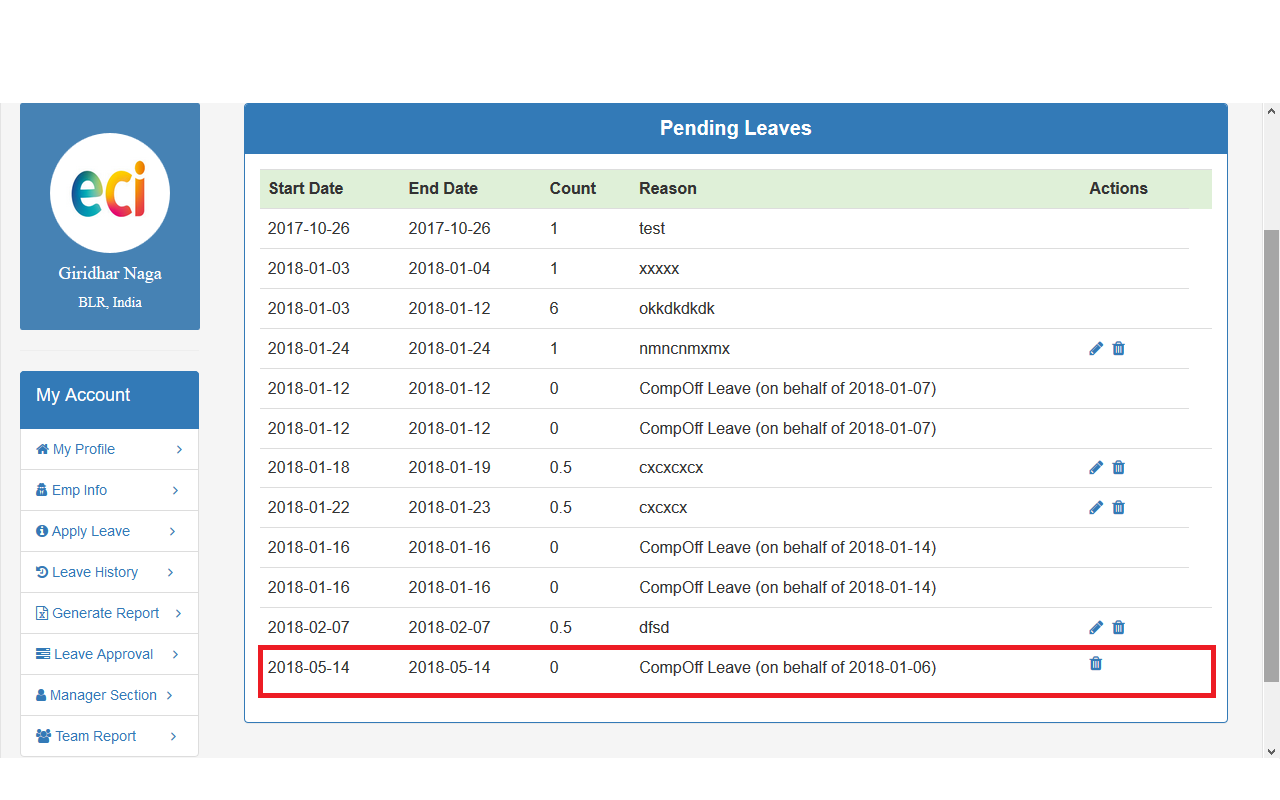 eci
Giridhar Naga
BLR, India
My Account
My Profile
Emp Info
Apply Leave
Leave History
Generate Report
Leave Approval
Manager Section
Team Report
Pending Leaves
Start Date End Date Count Reason Actions
2017-10-26 2017-10-26 1 test
2018-01-03 2018-01-04 1 xxxxx
2018-01-03 2018-01-12 6 okkdkdkdk
2018-01-24 2018-01-24 1 nmncnmxmx
2018-01-12 2018-01-12 0 CompOff Leave (on behalf of 2018-01-07)
2018-01-12 2018-01-12 0 CompOff Leave (on behalf of 2018-01-07)
2018-01-18 2018-01-19 0.5 cxcxcxcx
2018-01-22 2018-01-23 0.5 cxcxcx
2018-01-16 2018-01-16 0 CompOff Leave (on behalf of 2018-01-14)
2018-01-16 2018-01-16 0 CompOff Leave (on behalf of 2018-01-14)
2018-02-07 2018-02-07 0.5 dfsd
2018-05-14 2018-05-14 0 CompOff Leave (on behalf of 2018-01-06)